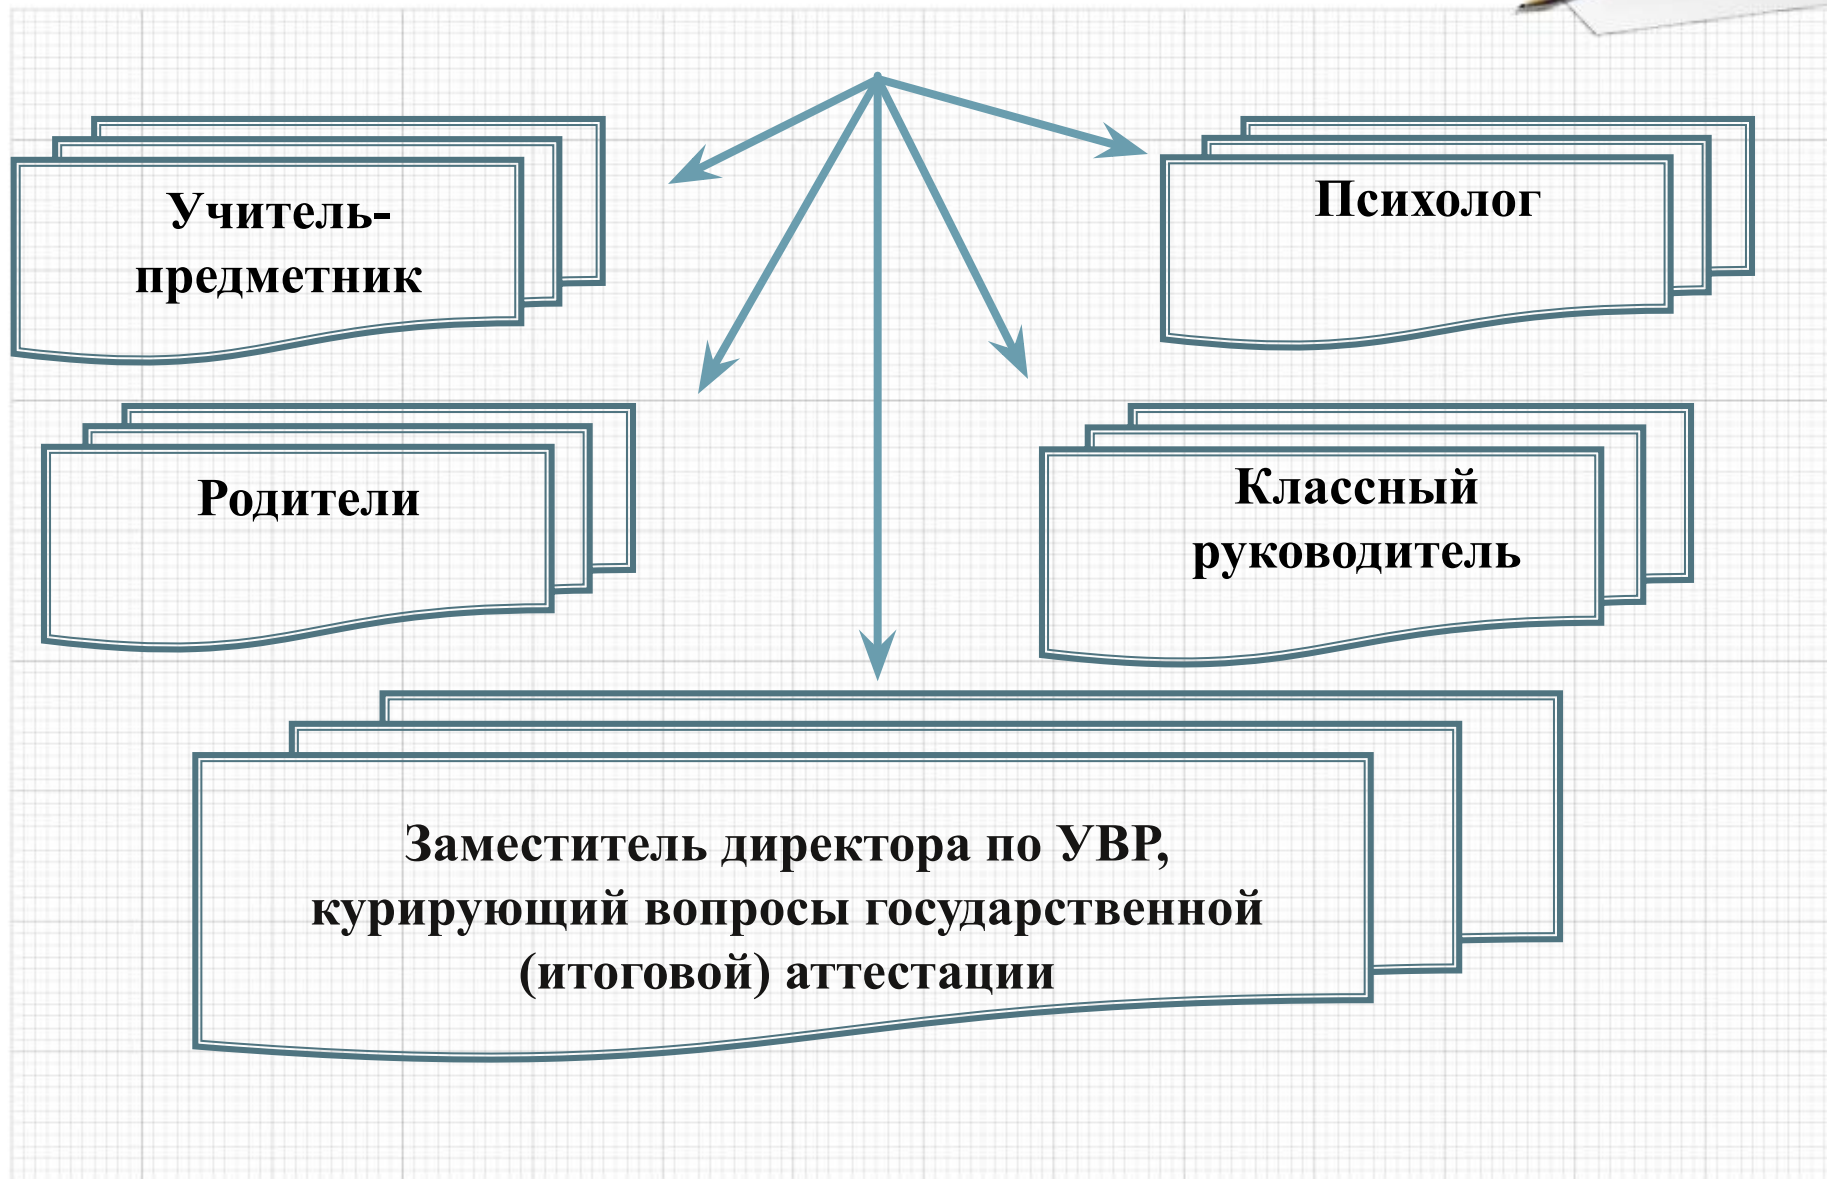 Учитель-
предметник
Психолог
Родители
Классный
руководитель
Заместитель директора по УВР,
курирующий вопросы государственной
(итоговой) аттестации